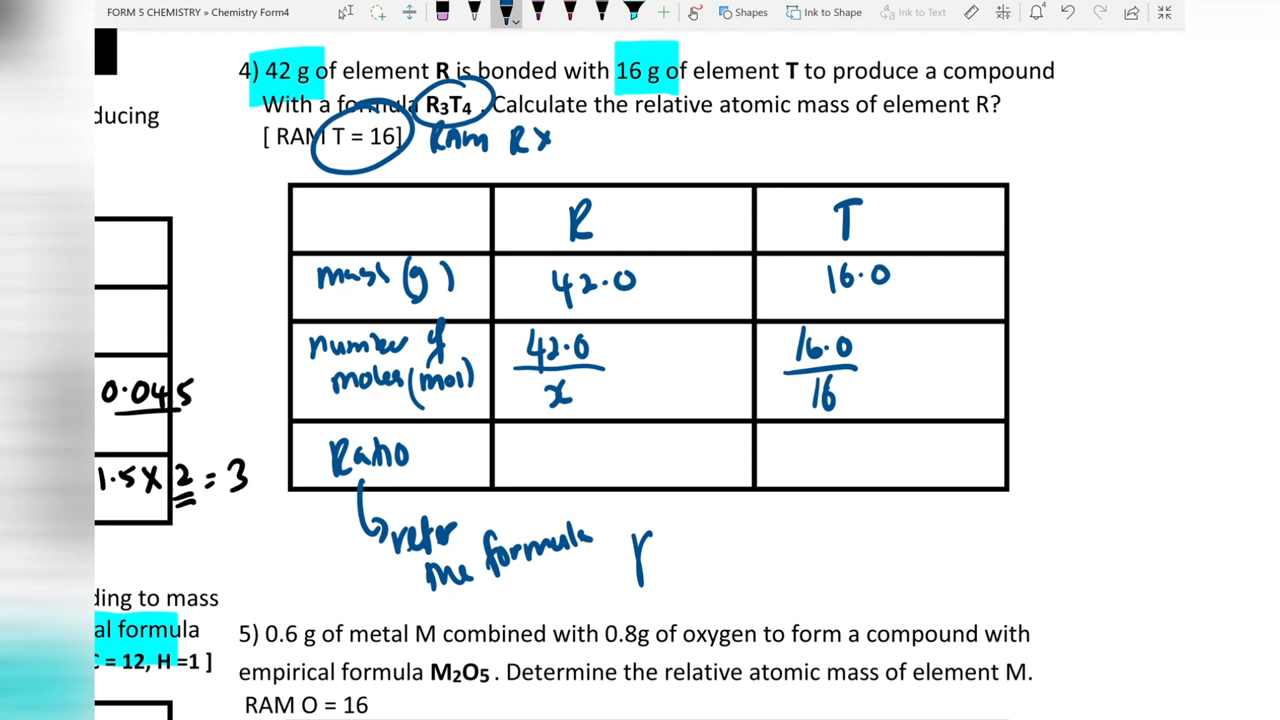 FORM 5 CHEMISTRY » Chemistry Form4
Shapes
Ink to Shape
Ink to Text
ducing
0.045
1.5 X 2 = 3
ding to mass
al formula
= 12, H =1 ]
4) 42 g of element R is bonded with 16 g of element T to produce a compound
With a formula R3T4 . Calculate the relative atomic mass of element R?
[ RAM T = 16] RAM R X
R T
mass (g) 42.0 16.0
number of moles (mol) 42.0/x 16.0/16
Ratio
refer
the formula
5) 0.6 g of metal M combined with 0.8g of oxygen to form a compound with
empirical formula M2O5 . Determine the relative atomic mass of element M.
RAM O = 16